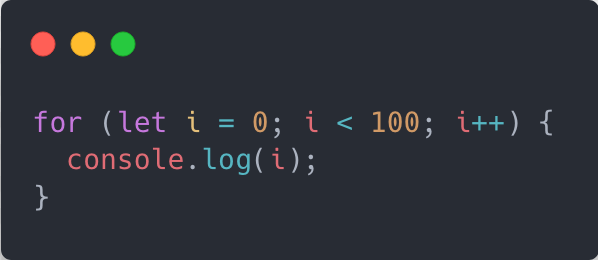 for (let i = 0; i < 100; i++) {
  console.log(i);
}